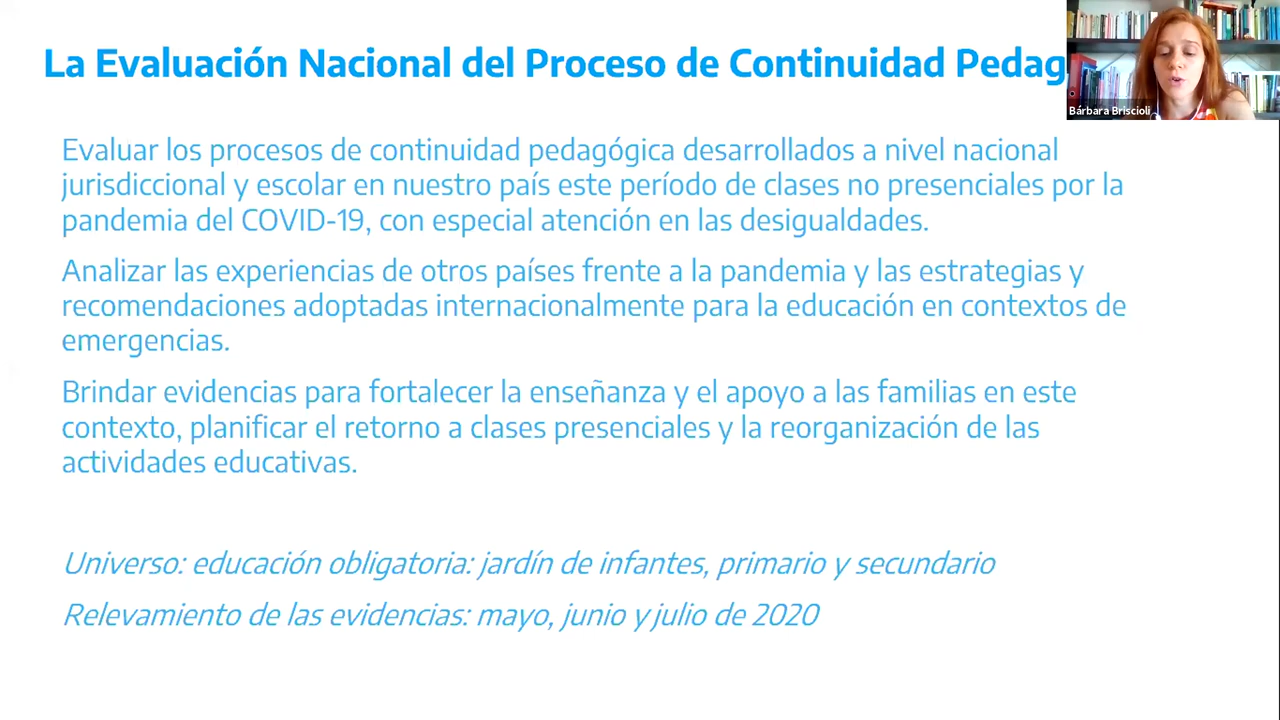 La Evaluación Nacional del Proceso de Continuidad Pedag
Bárbara Briscioli
Evaluar los procesos de continuidad pedagógica desarrollados a nivel nacional
jurisdiccional y escolar en nuestro país este período de clases no presenciales por la
pandemia del COVID-19, con especial atención en las desigualdades.
Analizar las experiencias de otros países frente a la pandemia y las estrategias y
recomendaciones adoptadas internacionalmente para la educación en contextos de
emergencias.
Brindar evidencias para fortalecer la enseñanza y el apoyo a las familias en este
contexto, planificar el retorno a clases presenciales y la reorganización de las
actividades educativas.
Universo: educación obligatoria: jardín de infantes, primario y secundario
Relevamiento de las evidencias: mayo, junio y julio de 2020